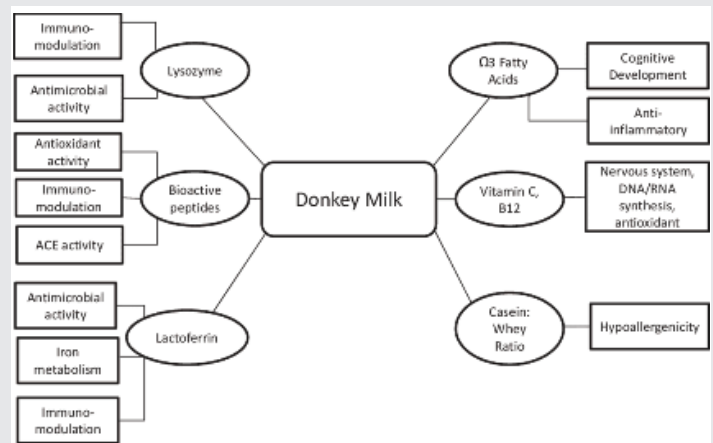 Immuno-
modulation
Lysozyme
Antimicrobial
activity
Antioxidant
activity
Immuno-
modulation
Bioactive
peptides
ACE activity
Antimicrobial
activity
Iron
metabolism
Lactoferrin
Immuno-
modulation
Donkey Milk
Ω3 Fatty
Acids
Cognitive
Development
Anti-
inflammatory
Vitamin C,
B12
Nervous system,
DNA/RNA
synthesis,
antioxidant
Casein:
Whey
Ratio
Hypoallergenicity